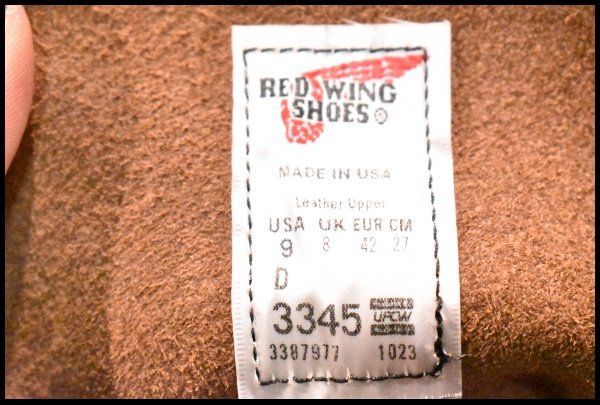 RED WING
SHOES®
MADE IN USA
Leather Upper
USA UK EUR CM
9 8 42 27
D
3345 UFCW
3387977 1023